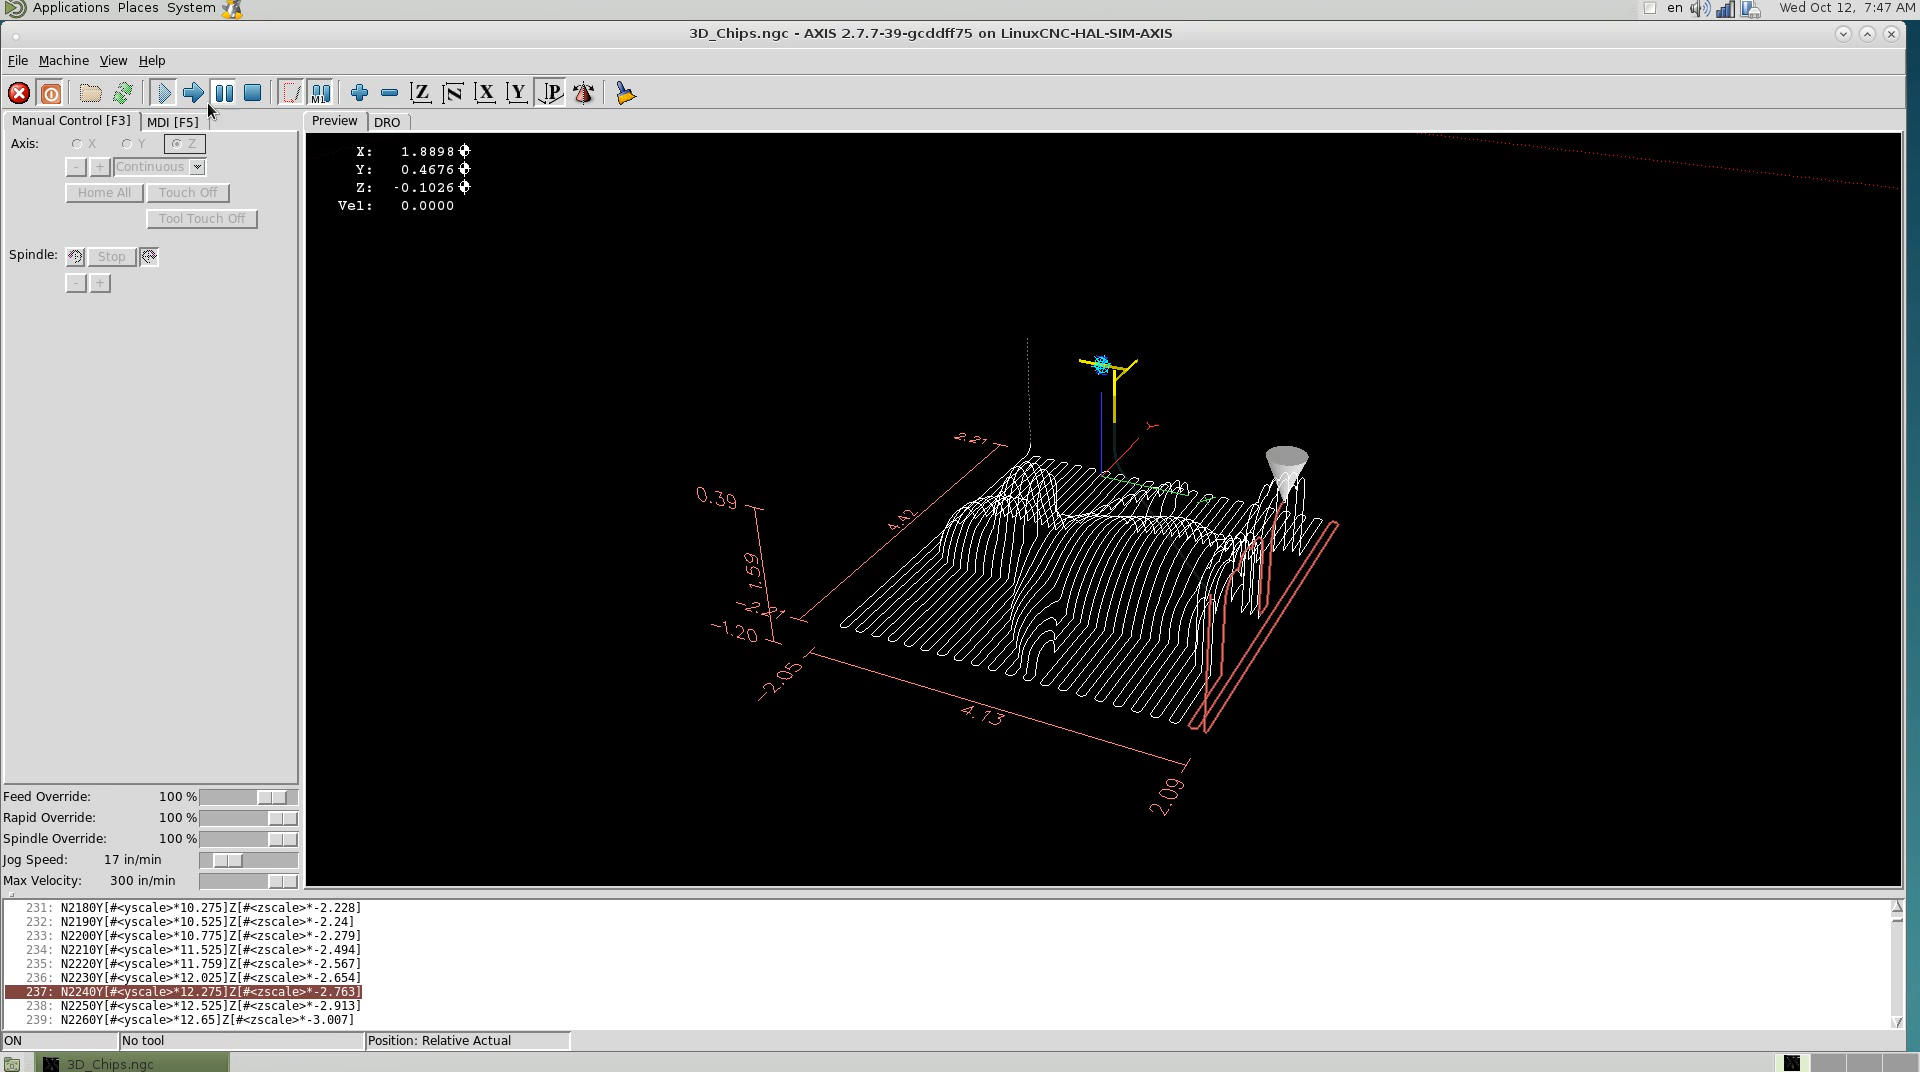 Applications Places System en Wed Oct 12, 7:47 AM
3D_Chips.ngc - AXIS 2.7.7-39-gcddff75 on LinuxCNC-HAL-SIM-AXIS
File Machine View Help
M1 Z N X Y P
Manual Control [F3] MDI [F5] Preview DRO
Axis: X Y Z
- + Continuous
Home All Touch Off
Tool Touch Off
Spindle: Stop
- +
X: 1.8898
Y: 0.4676
Z: -0.1026
Vel: 0.0000
Y
2.21
0.39
4.42
1.59
-2.21
-1.20
-2.05
4.13
2.09
Feed Override: 100 %
Rapid Override: 100 %
Spindle Override: 100 %
Jog Speed: 17 in/min
Max Velocity: 300 in/min
231: N2180Y[#<yscale>*10.275]Z[#<zscale>*-2.228]
232: N2190Y[#<yscale>*10.525]Z[#<zscale>*-2.24]
233: N2200Y[#<yscale>*10.775]Z[#<zscale>*-2.279]
234: N2210Y[#<yscale>*11.525]Z[#<zscale>*-2.494]
235: N2220Y[#<yscale>*11.759]Z[#<zscale>*-2.567]
236: N2230Y[#<yscale>*12.025]Z[#<zscale>*-2.654]
237: N2240Y[#<yscale>*12.275]Z[#<zscale>*-2.763]
238: N2250Y[#<yscale>*12.525]Z[#<zscale>*-2.913]
239: N2260Y[#<yscale>*12.65]Z[#<zscale>*-3.007]
ON No tool Position: Relative Actual
3D_Chips.ngc